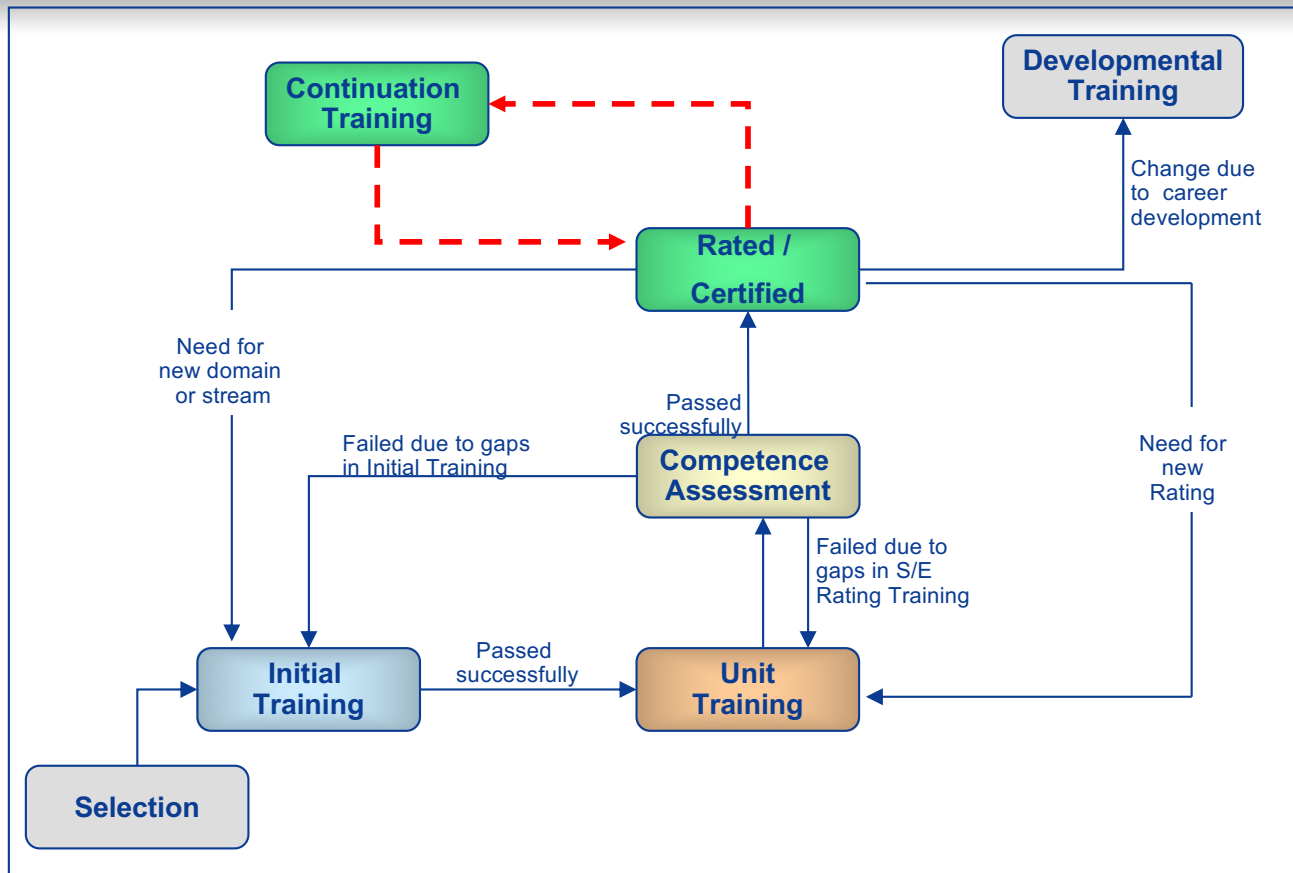 Developmental
Training
Continuation
Training
Change due
to career
development
Rated /
Certified
Need for
new domain
or stream
Passed
successfully
Failed due to gaps
in Initial Training
Competence
Assessment
Need for
new
Rating
Failed due to
gaps in S/E
Rating Training
Initial
Training
Passed
successfully
Unit
Training
Selection